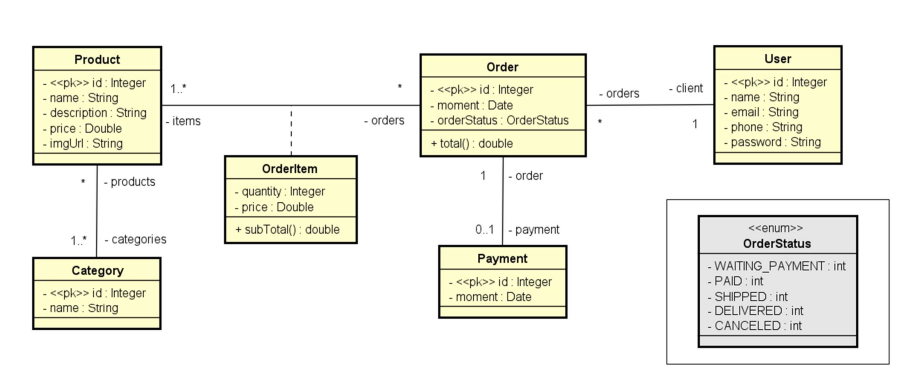 Product
- <<pk>> id : Integer
- name : String
- description : String
- price : Double
- imgUrl : String
1..*
- items
*
- orders
Order
- <<pk>> id : Integer
- moment : Date
- orderStatus : OrderStatus
+ total() : double
- orders
*
- client
1
User
- <<pk>> id : Integer
- name : String
- email : String
- phone : String
- password : String
OrderItem
- quantity : Integer
- price : Double
+ subTotal() : double
* - products
1..* - categories
Category
- <<pk>> id : Integer
- name : String
1 - order
0..1 - payment
Payment
- <<pk>> id : Integer
- moment : Date
<<enum>>
OrderStatus
- WAITING_PAYMENT : int
- PAID : int
- SHIPPED : int
- DELIVERED : int
- CANCELED : int